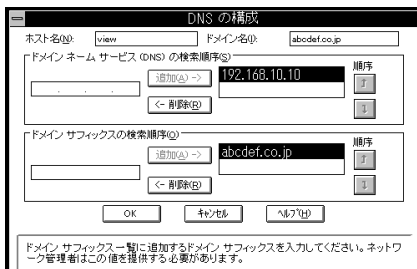 DNS の構成
ホスト名(N): view ドメイン名(I): abcdef.co.jp
ドメイン ネーム サービス (DNS) の検索順序(S)
追加(A) -> 192.168.10.10 順序
. . .
<- 削除(R)
ドメイン サフィックスの検索順序(O)
追加(A) -> abcdef.co.jp 順序
<- 削除(R)
OK キャンセル ヘルプ(H)
ドメイン サフィックス一覧に追加するドメイン サフィックスを入力してください。ネットワ
ーク管理者はこの値を提供する必要があります。